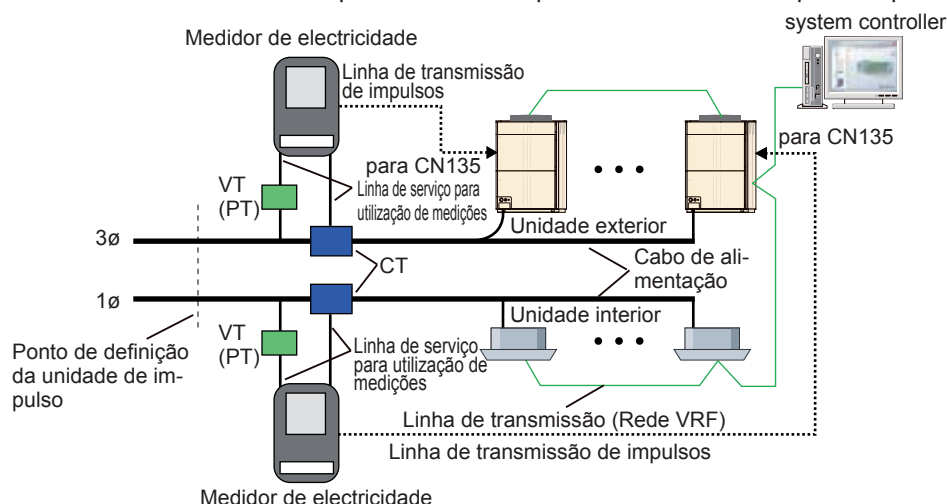 system controller
Medidor de electricidade
Linha de transmissão
de impulsos
para CN135
para CN135
VT
(PT)
Linha de serviço para
utilização de medições
3ø
Unidade exterior
CT
Cabo de ali-
mentação
1ø
Unidade interior
VT
(PT)
Ponto de definição
da unidade de im-
pulso
Linha de serviço
para utilização de
medições
Linha de transmissão (Rede VRF)
Linha de transmissão de impulsos
Medidor de electricidade